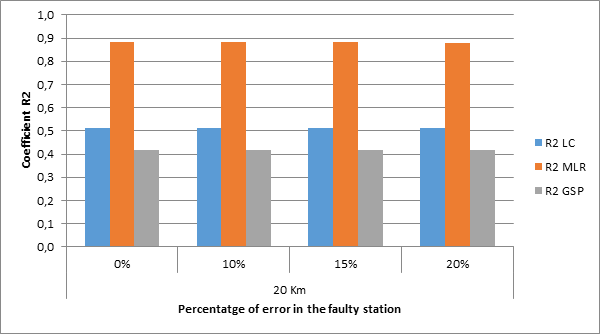 1,0
0,9
0,8
0,7
0,6
0,5
0,4
0,3
0,2
0,1
0,0
Coefficient R2
0% 10% 15% 20%
20 Km
Percentatge of error in the faulty station
R2 LC
R2 MLR
R2 GSP